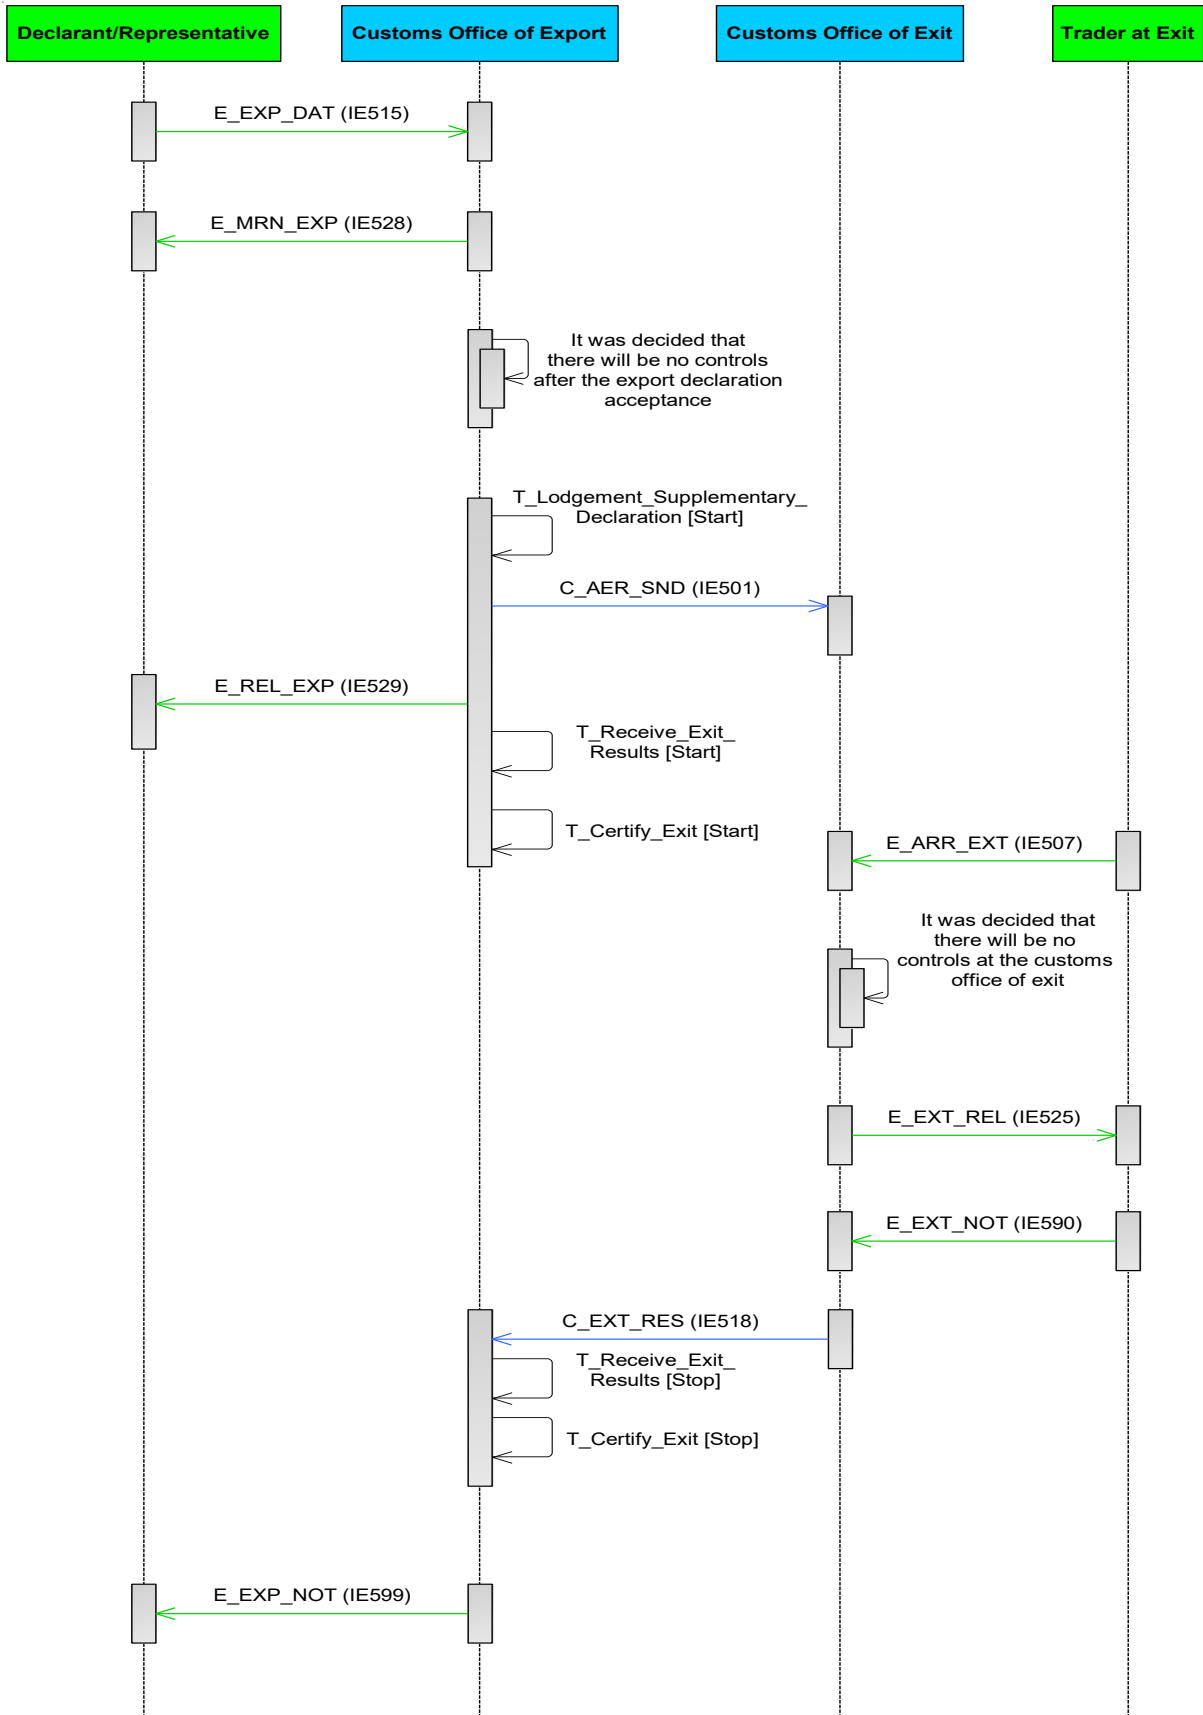 Declarant/Representative
Customs Office of Export
Customs Office of Exit
Trader at Exit
E_EXP_DAT (IE515)
E_MRN_EXP (IE528)
It was decided that
there will be no controls
after the export declaration
acceptance
T_Lodgement_Supplementary_
Declaration [Start]
C_AER_SND (IE501)
E_REL_EXP (IE529)
T_Receive_Exit_
Results [Start]
T_Certify_Exit [Start]
E_ARR_EXT (IE507)
It was decided that
there will be no
controls at the customs
office of exit
E_EXT_REL (IE525)
E_EXT_NOT (IE590)
C_EXT_RES (IE518)
T_Receive_Exit_
Results [Stop]
T_Certify_Exit [Stop]
E_EXP_NOT (IE599)